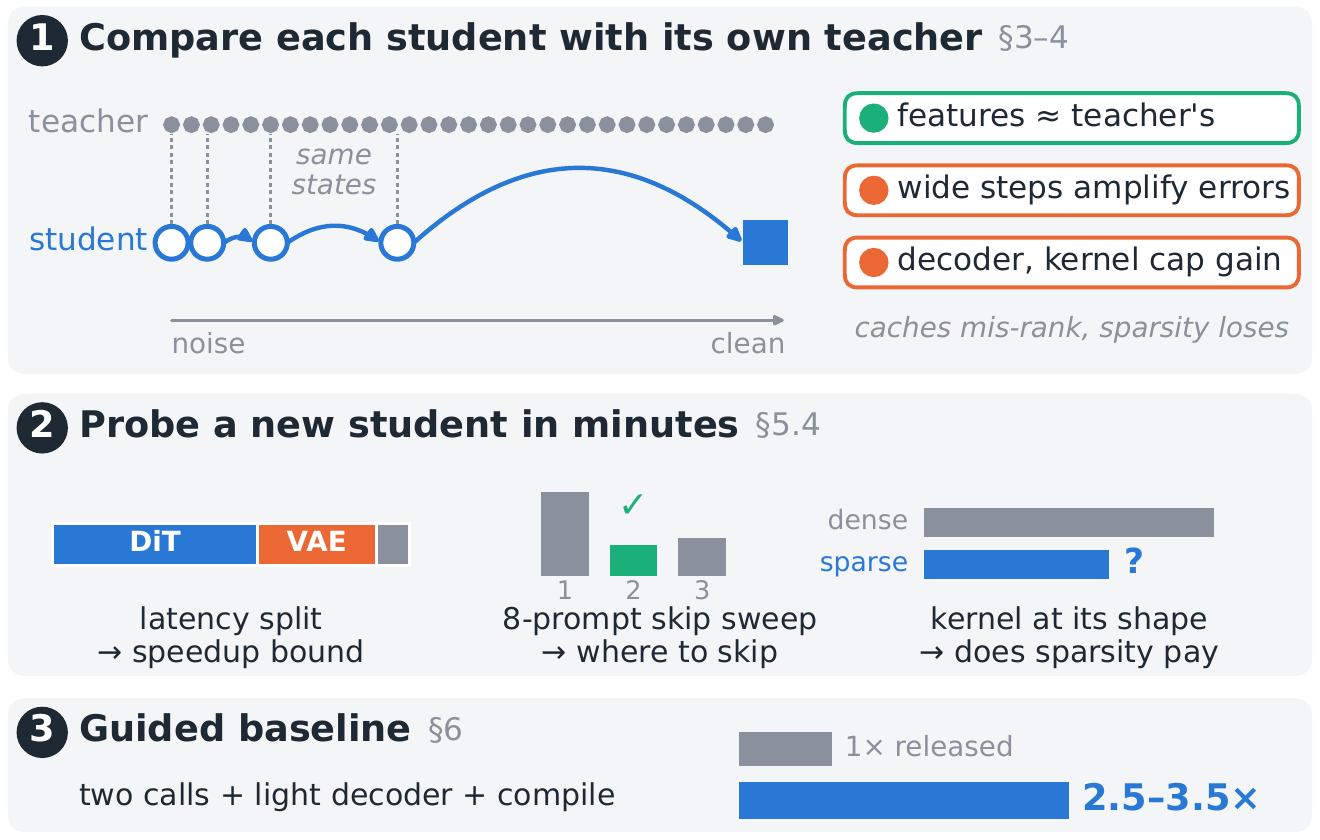 1 Compare each student with its own teacher §3–4
teacher
same
states
student
noise
clean
features ≈ teacher's
wide steps amplify errors
decoder, kernel cap gain
caches mis-rank, sparsity loses
2 Probe a new student in minutes §5.4
DiT VAE
latency split
→ speedup bound
✓
1 2 3
8-prompt skip sweep
→ where to skip
dense
sparse ?
kernel at its shape
→ does sparsity pay
3 Guided baseline §6
two calls + light decoder + compile
1× released
2.5–3.5×